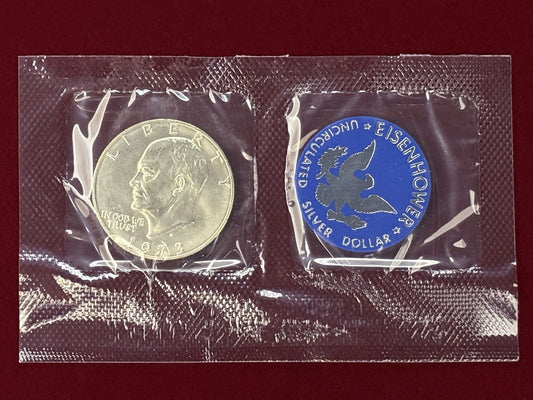 LIBERTY
IN GOD WE
TRUST
1973
EISENHOWER
UNCIRCULATED SILVER DOLLAR